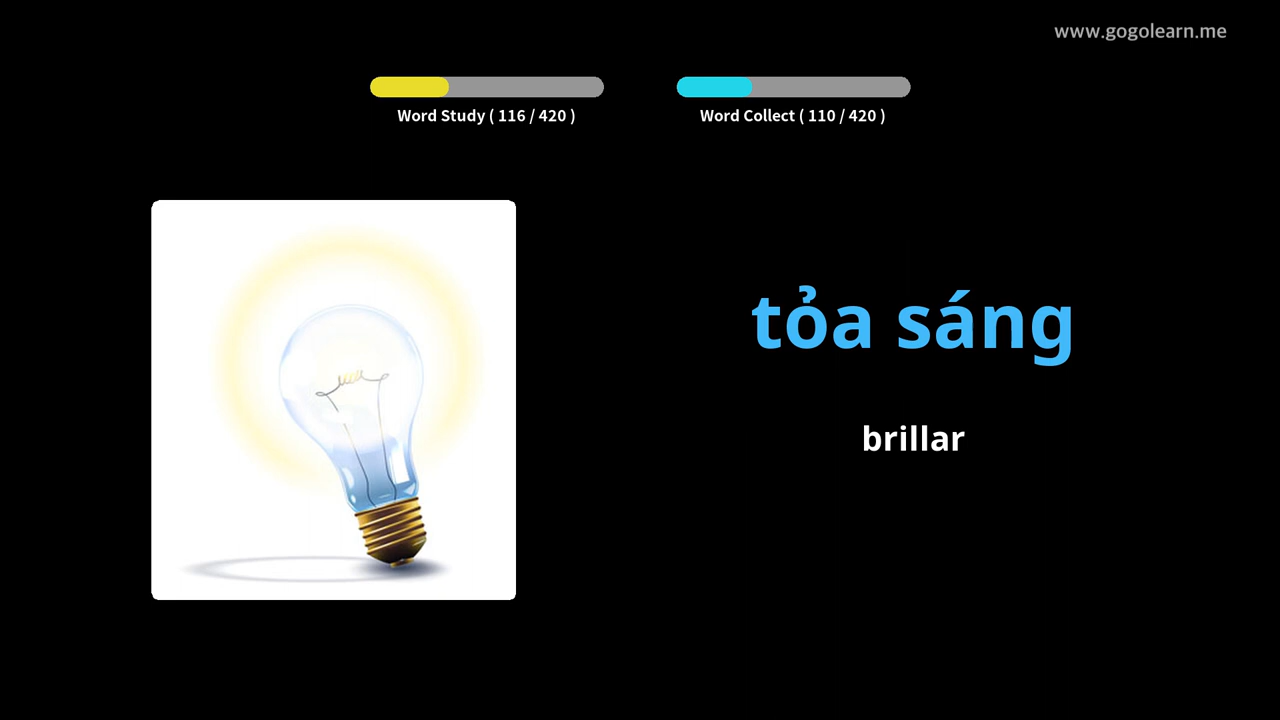 www.gogolearn.me
Word Study ( 116 / 420 )
Word Collect ( 110 / 420 )
tỏa sáng
brillar